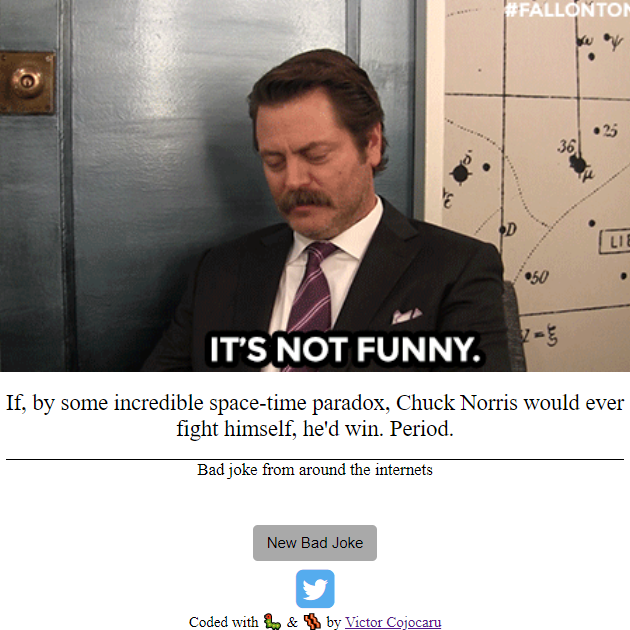 #FALLONTON
25
36
μ
D
LIB
50
IT'S NOT FUNNY.
If, by some incredible space-time paradox, Chuck Norris would ever
fight himself, he'd win. Period.
Bad joke from around the internets
New Bad Joke
Coded with 🐛 & 🥓 by Victor Cojocaru